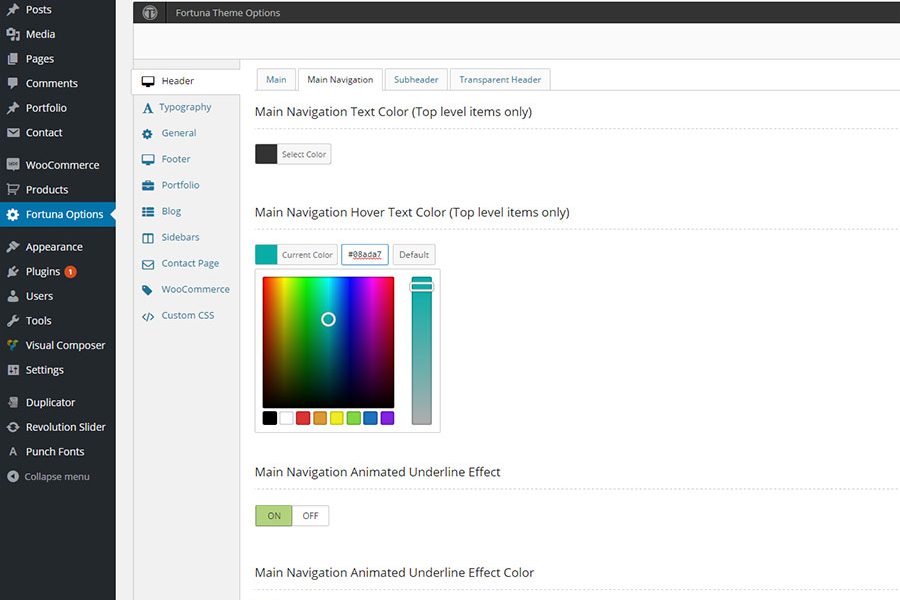 Posts
Media
Pages
Comments
Portfolio
Contact
WooCommerce
Products
Fortuna Options
Appearance
Plugins 1
Users
Tools
Visual Composer
Settings
Duplicator
Revolution Slider
Punch Fonts
Collapse menu
Fortuna Theme Options
Header
Typography
General
Footer
Portfolio
Blog
Sidebars
Contact Page
WooCommerce
Custom CSS
Main Main Navigation Subheader Transparent Header
Main Navigation Text Color (Top level items only)
Select Color
Main Navigation Hover Text Color (Top level items only)
Current Color #08ada7 Default
Main Navigation Animated Underline Effect
ON OFF
Main Navigation Animated Underline Effect Color